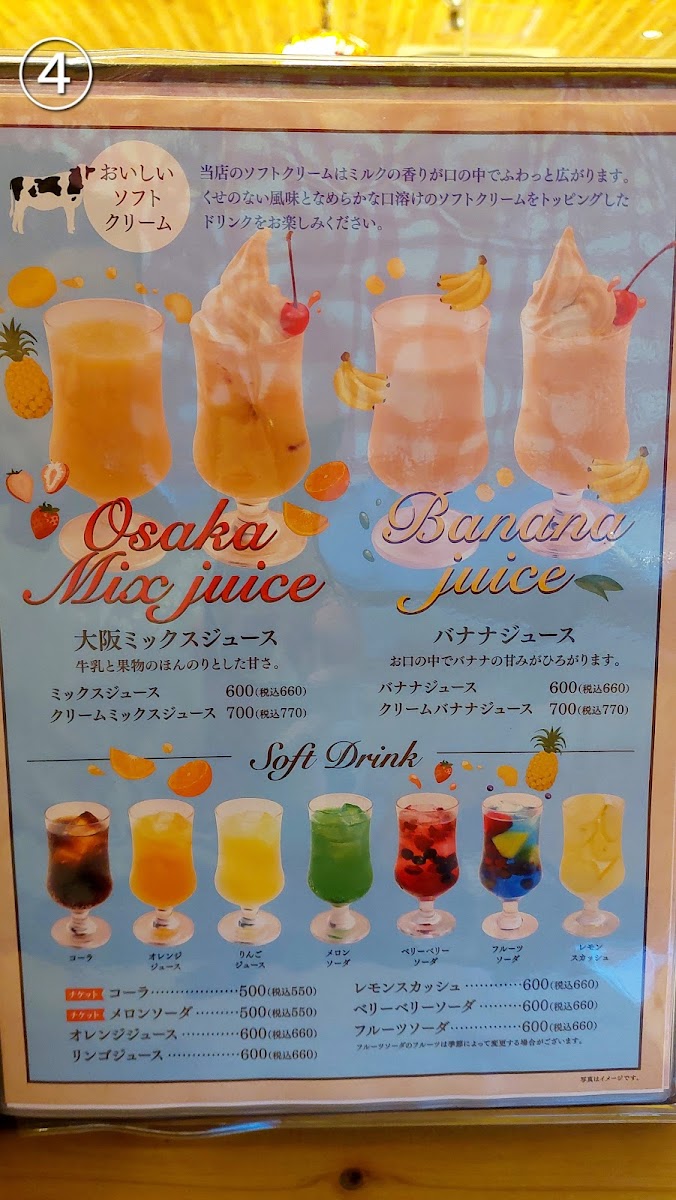 ④
おいしい
ソフト
クリーム
当店のソフトクリームはミルクの香りが口の中でふわっと広がります。
くせのない風味となめらかな口溶けのソフトクリームをトッピングした
ドリンクをお楽しみください。
Osaka
Mix juice
大阪ミックスジュース
牛乳と果物のほんのりとした甘さ。
ミックスジュース 600(税込660)
クリームミックスジュース 700(税込770)
Banana
juice
バナナジュース
お口の中でバナナの甘みがひろがります。
バナナジュース 600(税込660)
クリームバナナジュース 700(税込770)
Soft Drink
コーラ
オレンジ
ジュース
りんご
ジュース
メロン
ソーダ
ベリーベリー
ソーダ
フルーツ
ソーダ
レモン
スカッシュ
チケット コーラ………………500(税込550)
チケット メロンソーダ………500(税込550)
オレンジジュース…………600(税込660)
リンゴジュース……………600(税込660)
レモンスカッシュ…………600(税込660)
ベリーベリーソーダ………600(税込660)
フルーツソーダ……………600(税込660)
フルーツソーダのフルーツは季節によって変更する場合がございます。
写真はイメージです。